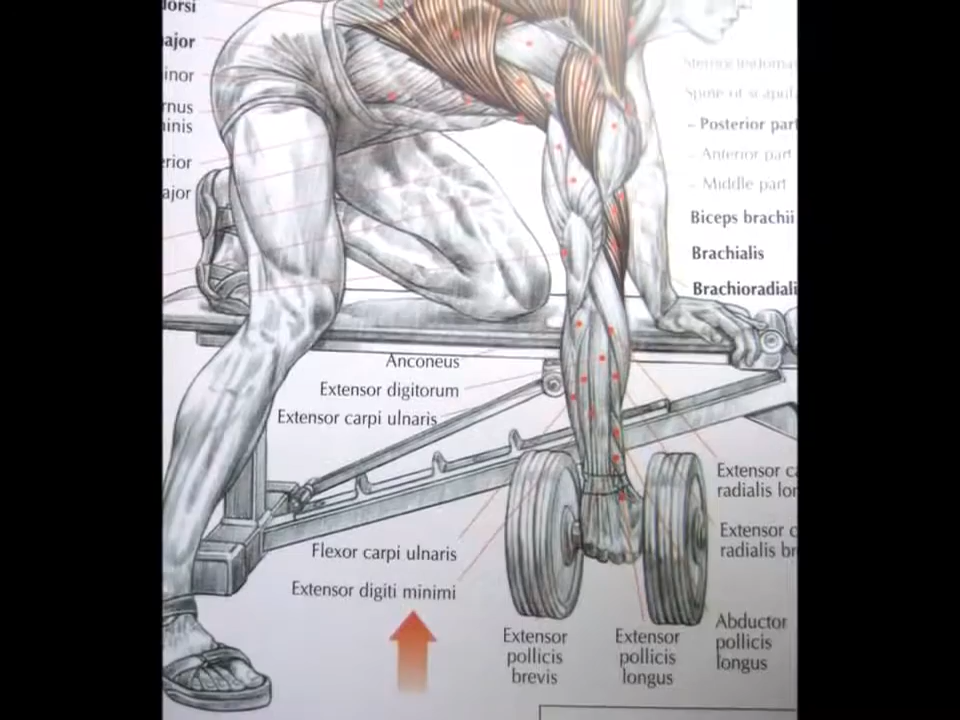 dorsi
ajor
inor
rnus
inis
erior
ajor
Spine of scapul
- Posterior part
- Anterior part
- Middle part
Biceps brachii
Brachialis
Brachioradiali
Anconeus
Extensor digitorum
Extensor carpi ulnaris
Extensor ca
radialis lon
Extensor c
radialis br
Flexor carpi ulnaris
Extensor digiti minimi
Extensor
pollicis
brevis
Extensor
pollicis
longus
Abductor
pollicis
longus